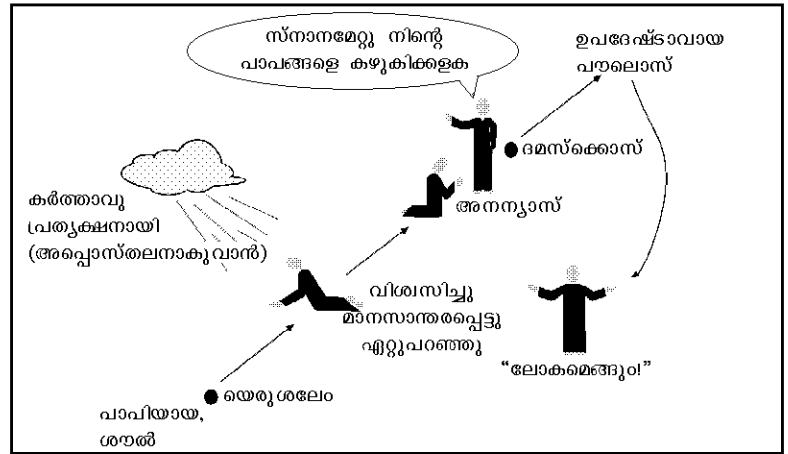 സ്നാനമേറ്റു നിന്റെ
പാപങ്ങളെ കഴുകിക്കളക
ഉപദേഷ്ടാവായ
പൗലൊസ്
ദമസ്ക്കൊസ്
അനന്യാസ്
കർത്താവു
പ്രത്യക്ഷനായി
(അപ്പൊസ്തലനാകുവാൻ)
വിശ്വസിച്ചു
മാനസാന്തരപ്പെട്ടു
ഏറ്റുപറഞ്ഞു
“ലോകമെങ്ങും!”
യെരുശലേം
പാപിയായ,
ശൗൽ